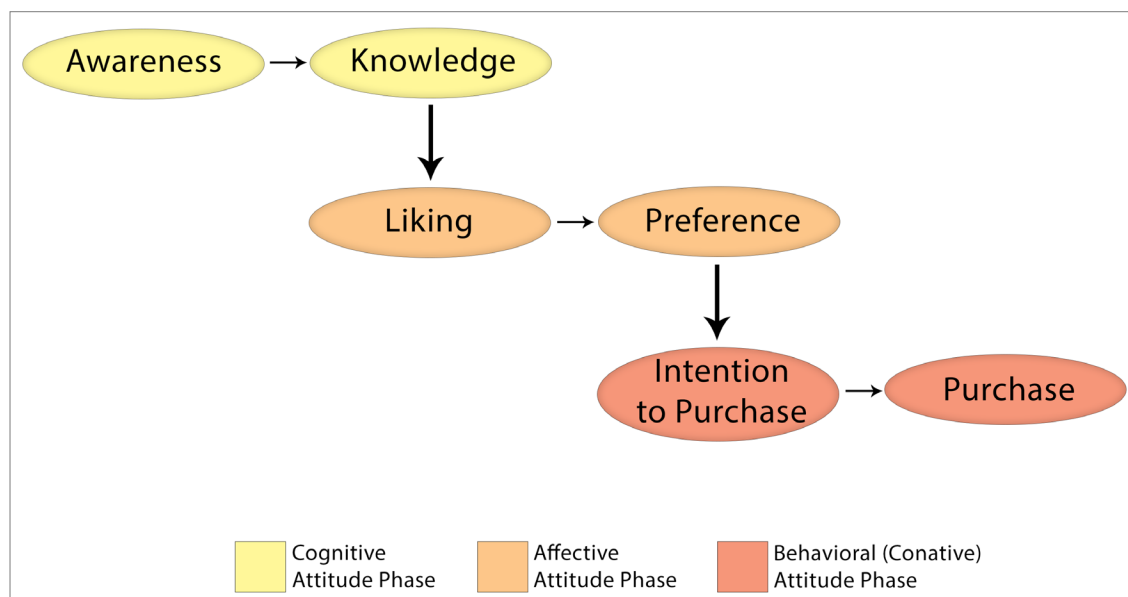 Awareness
Knowledge
Liking
Preference
Intention
to Purchase
Purchase
Cognitive
Attitude Phase
Affective
Attitude Phase
Behavioral (Conative)
Attitude Phase